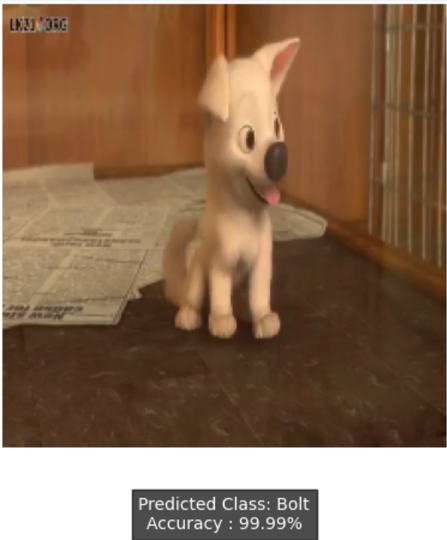 LK21.ORG
Predicted Class: Bolt
Accuracy : 99.99%